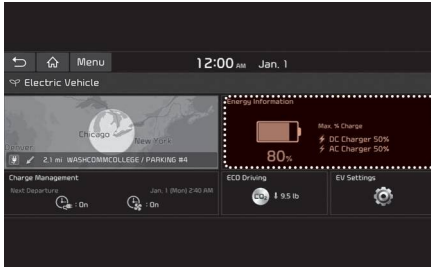 Menu
12:00 AM Jan. 1
Electric Vehicle
Energy Information
Chicago
New York
Denver
2.1 mi WASHCOMMCOLLEGE / PARKING #4
Max. % Charge
DC Charger 50%
AC Charger 50%
80%
Charge Management
Next Departure Jan. 1 (Mon) 2:40 AM
: On : On
ECO Driving
CO₂ 9.5 lb
EV Settings